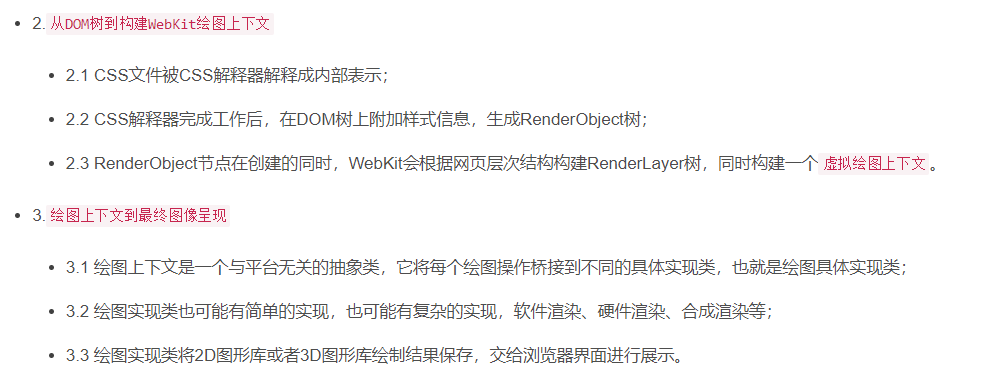 2.从DOM树到构建WebKit绘图上下文
2.1 CSS文件被CSS解释器解释成内部表示；
2.2 CSS解释器完成工作后，在DOM树上附加样式信息，生成RenderObject树；
2.3 RenderObject节点在创建的同时，WebKit会根据网页层次结构构建RenderLayer树，同时构建一个虚拟绘图上下文。
3.绘图上下文到最终图像呈现
3.1 绘图上下文是一个与平台无关的抽象类，它将每个绘图操作桥接到不同的具体实现类，也就是绘图具体实现类；
3.2 绘图实现类也可能有简单的实现，也可能有复杂的实现，软件渲染、硬件渲染、合成渲染等；
3.3 绘图实现类将2D图形库或者3D图形库绘制结果保存，交给浏览器界面进行展示。